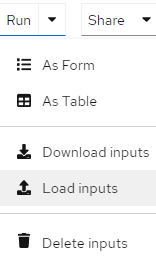 Run Share
As Form
As Table
Download inputs
Load inputs
Delete inputs